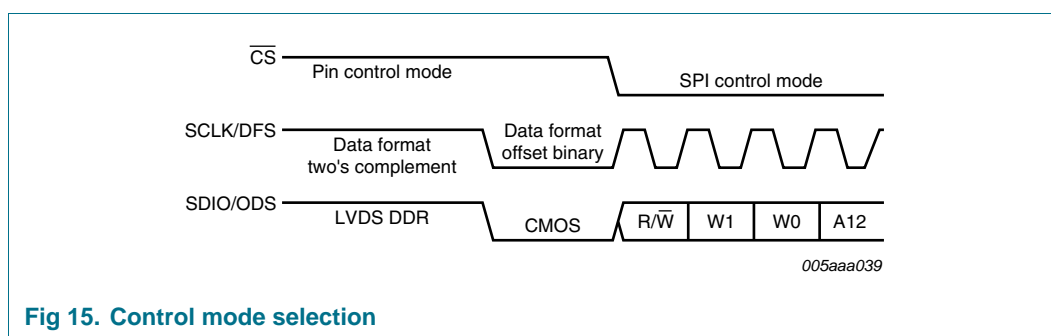 C̅S̅
Pin control mode
SPI control mode
SCLK/DFS
Data format
two's complement
Data format
offset binary
SDIO/ODS
LVDS DDR
CMOS
R/W̅
W1
W0
A12
005aaa039
Fig 15. Control mode selection